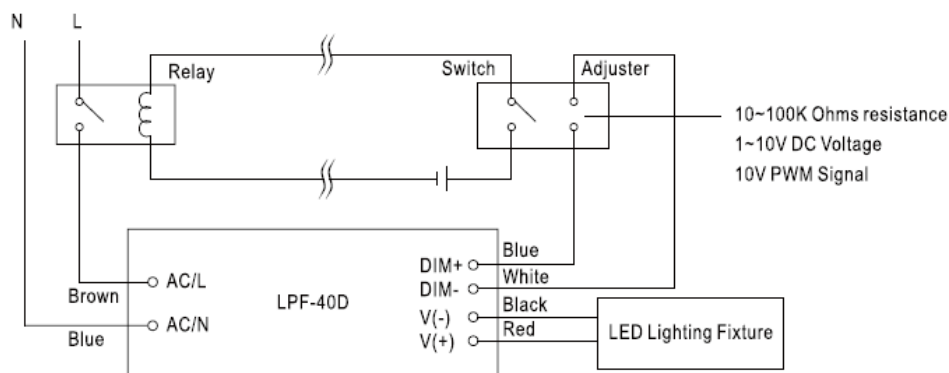 N
L
Relay
Switch
Adjuster
10~100K Ohms resistance
1~10V DC Voltage
10V PWM Signal
Brown
Blue
AC/L
AC/N
LPF-40D
DIM+
DIM-
V(-)
V(+)
Blue
White
Black
Red
LED Lighting Fixture